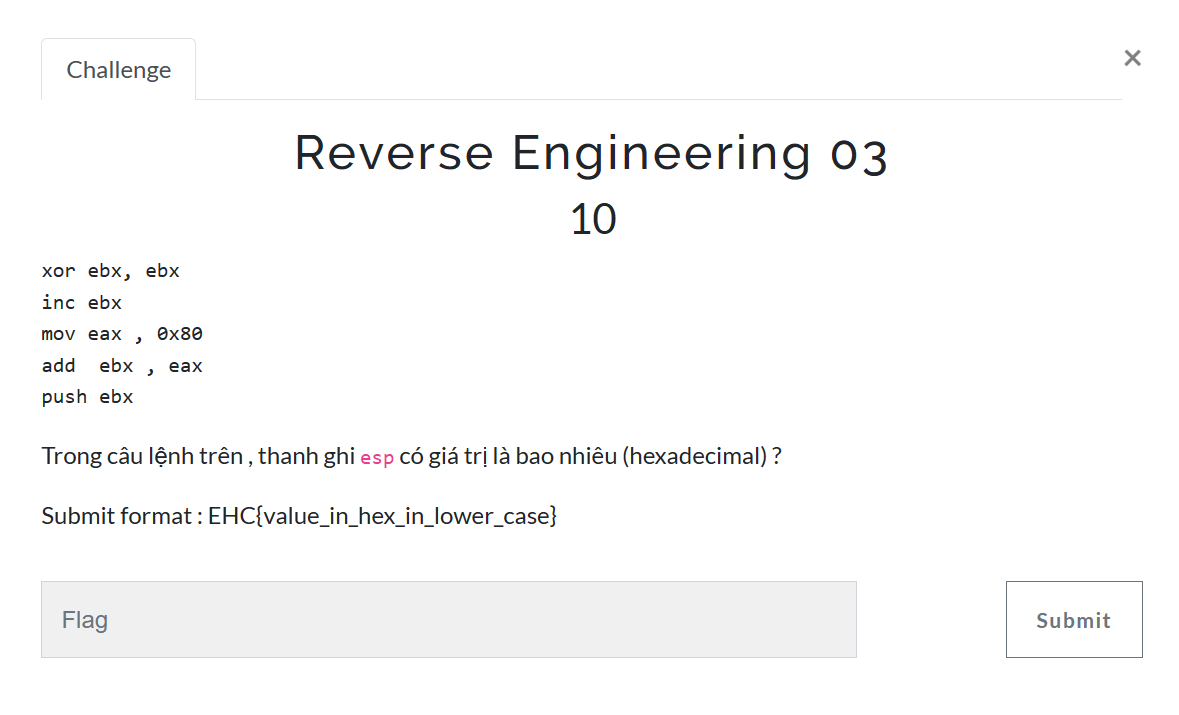 Challenge
×
Reverse Engineering 03
10
xor ebx, ebx
inc ebx
mov eax , 0x80
add  ebx , eax
push ebx
Trong câu lệnh trên , thanh ghi esp có giá trị là bao nhiêu (hexadecimal) ?
Submit format : EHC{value_in_hex_in_lower_case}
Flag
Submit